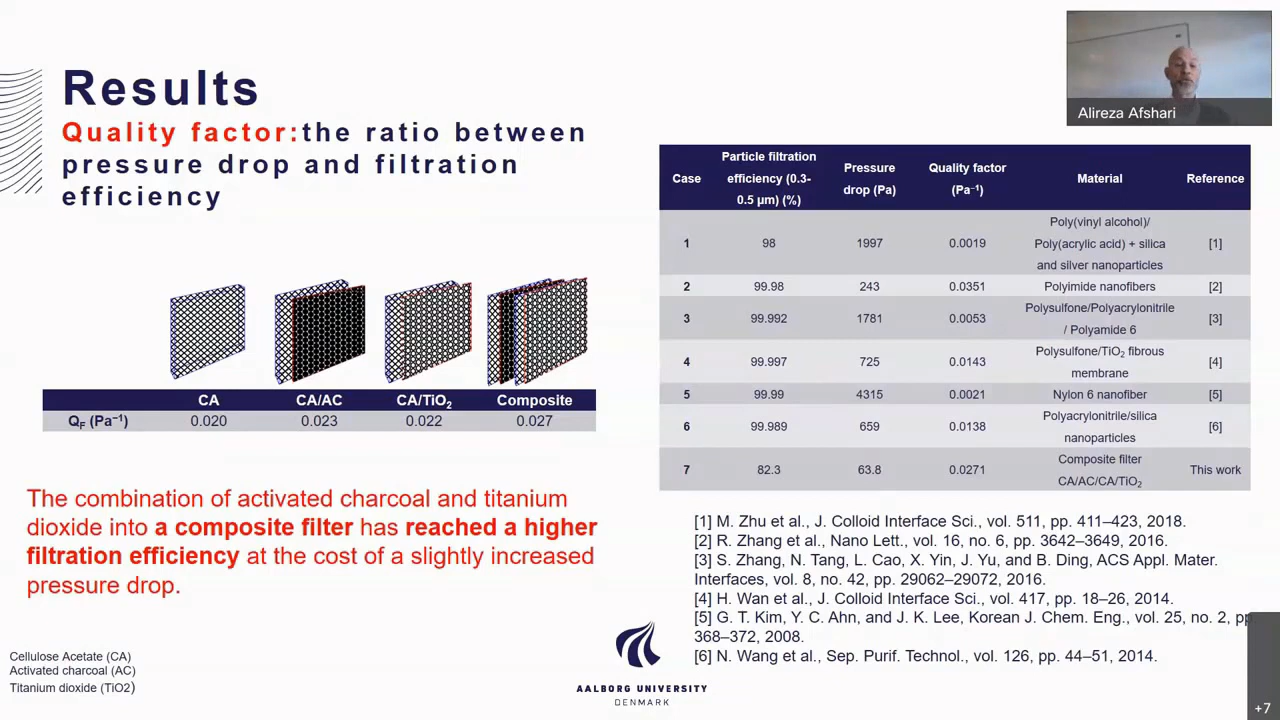 Results
Quality factor:the ratio between
pressure drop and filtration
efficiency
CA CA/AC CA/TiO₂ Composite
Q_F (Pa⁻¹) 0.020 0.023 0.022 0.027
The combination of activated charcoal and titanium
dioxide into a composite filter has reached a higher
filtration efficiency at the cost of a slightly increased
pressure drop.
Cellulose Acetate (CA)
Activated charcoal (AC)
Titanium dioxide (TiO2)
AALBORG UNIVERSITY
DENMARK
Alireza Afshari
Case Particle filtration efficiency (0.3-0.5 µm) (%) Pressure drop (Pa) Quality factor (Pa⁻¹) Material Reference
1 98 1997 0.0019 Poly(vinyl alcohol)/ Poly(acrylic acid) + silica and silver nanoparticles [1]
2 99.98 243 0.0351 Polyimide nanofibers [2]
3 99.992 1781 0.0053 Polysulfone/Polyacrylonitrile / Polyamide 6 [3]
4 99.997 725 0.0143 Polysulfone/TiO₂ fibrous membrane [4]
5 99.99 4315 0.0021 Nylon 6 nanofiber [5]
6 99.989 659 0.0138 Polyacrylonitrile/silica nanoparticles [6]
7 82.3 63.8 0.0271 Composite filter CA/AC/CA/TiO₂ This work
[1] M. Zhu et al., J. Colloid Interface Sci., vol. 511, pp. 411–423, 2018.
[2] R. Zhang et al., Nano Lett., vol. 16, no. 6, pp. 3642–3649, 2016.
[3] S. Zhang, N. Tang, L. Cao, X. Yin, J. Yu, and B. Ding, ACS Appl. Mater.
Interfaces, vol. 8, no. 42, pp. 29062–29072, 2016.
[4] H. Wan et al., J. Colloid Interface Sci., vol. 417, pp. 18–26, 2014.
[5] G. T. Kim, Y. C. Ahn, and J. K. Lee, Korean J. Chem. Eng., vol. 25, no. 2, pp
368–372, 2008.
[6] N. Wang et al., Sep. Purif. Technol., vol. 126, pp. 44–51, 2014.
+7